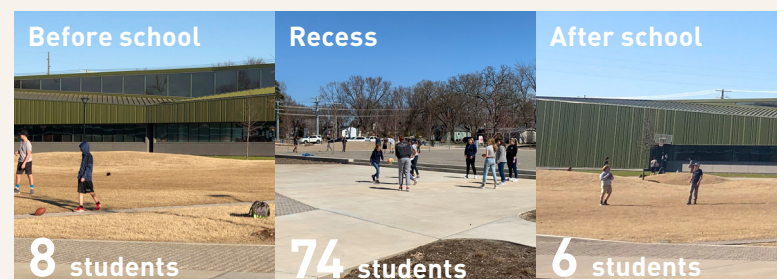 Before school
8 students
Recess
74 students
After school
6 students